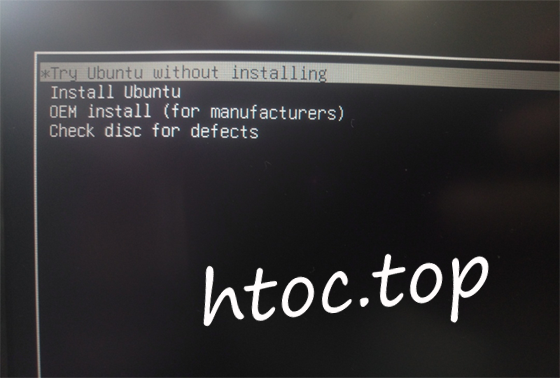 *Try Ubuntu without installing
Install Ubuntu
OEM install (for manufacturers)
Check disc for defects
htoc.top